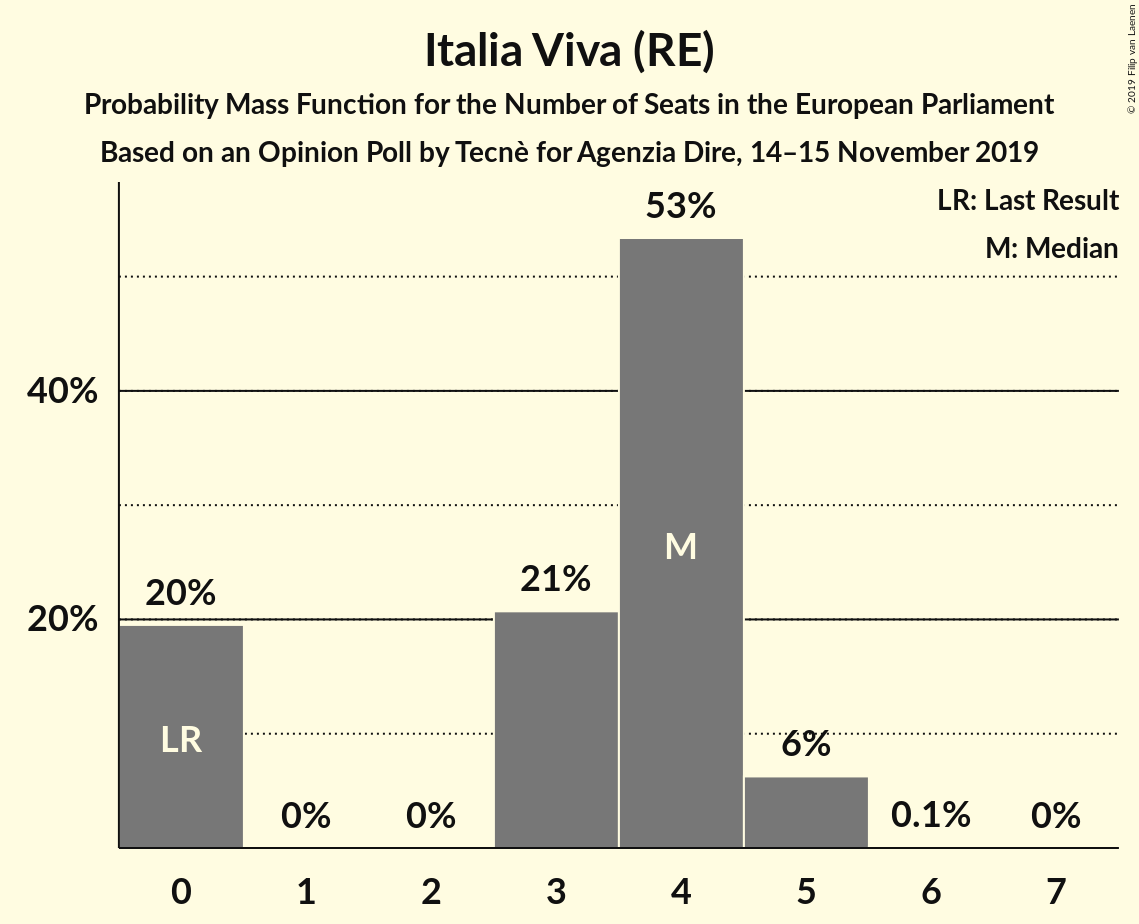 Italia Viva (RE)
Probability Mass Function for the Number of Seats in the European Parliament
Based on an Opinion Poll by Tecnè for Agenzia Dire, 14–15 November 2019
© 2019 Filip van Laenen
LR: Last Result
M: Median
53%
40%
M
20%
21%
20%
LR
6%
0%
0%
0.1%
0%
0 1 2 3 4 5 6 7